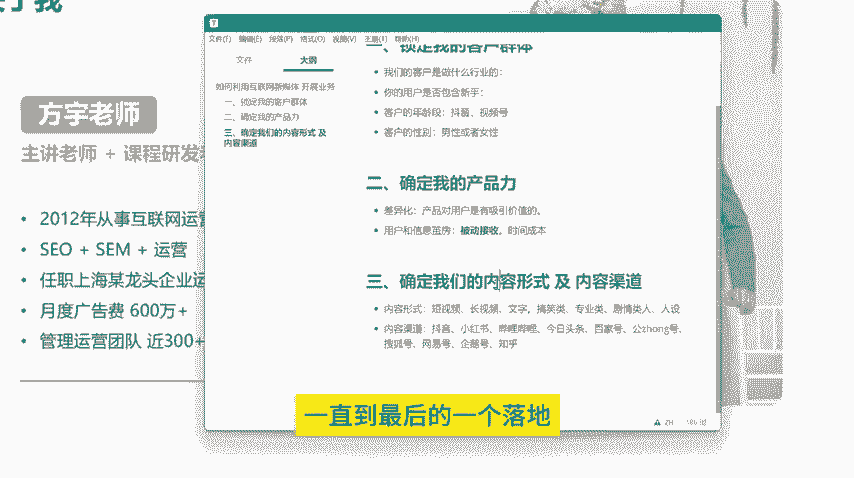 方宇老师
主讲老师 + 课程研发
• 2012年从事互联网运营
• SEO + SEM + 运营
• 任职上海某龙头企业运
• 月度广告费 600万+
• 管理运营团队 近300+
文件(F) 编辑(E) 段落(P) 格式(O) 视图(V) 主题(T) 帮助(H)
文件 大纲
如何利用互联网新媒体 开展业务
一、锁定我的客户群体
二、确定我的产品力
三、确定我们的内容形式 及
内容渠道
一、锁定我的客户群体
• 我们的客户是做什么行业的：
• 你的用户是否包含新手：
• 客户的年龄段：抖音、视频号
• 客户的性别：男性或者女性
二、确定我的产品力
• 差异化：产品对用户是有吸引价值的。
• 用户和信息茧房：被动接收。时间成本
三、确定我们的内容形式 及 内容渠道
• 内容形式：短视频、长视频、文字，搞笑类、专业类、剧情类人、人设
• 内容渠道：抖音、小红书、哔哩哔哩、今日头条、百家号、公zhong号、
搜狐号、网易号、企鹅号、知乎
ZH
一直到最后的一个落地